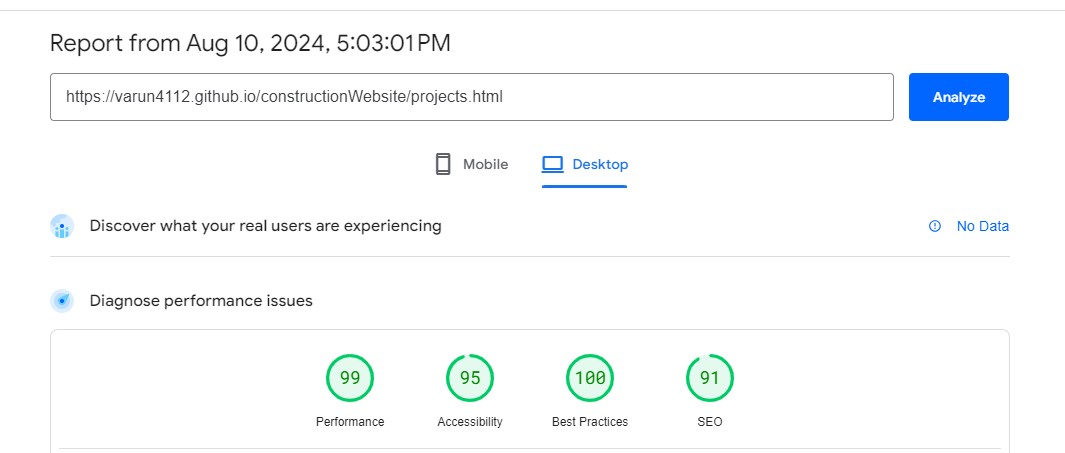 Report from Aug 10, 2024, 5:03:01 PM
https://varun4112.github.io/constructionWebsite/projects.html
Analyze
Mobile
Desktop
Discover what your real users are experiencing
No Data
Diagnose performance issues
99
95
100
91
Performance
Accessibility
Best Practices
SEO